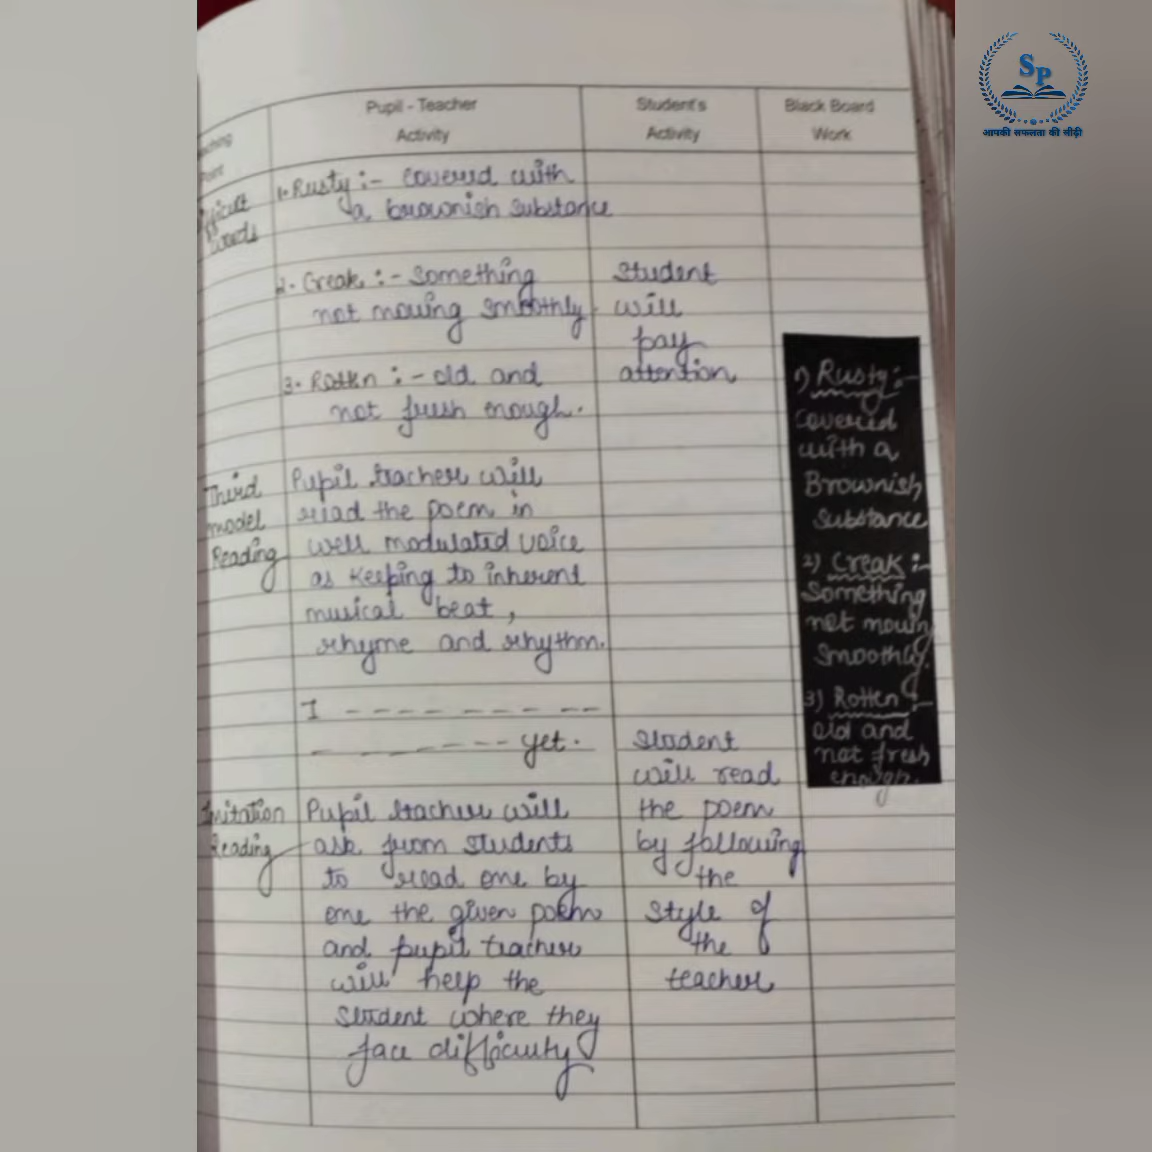 Pupil - Teacher
Activity
Student's
Activity
Black Board
Work
1. Rusty :- covered with
a brownish substance
2. Creak :- something
not moving smoothly.
3. Rotten :- old and
not fresh enough.
Student
will
pay
attention
Third
model
Reading
Pupil teacher will
read the poem in
well modulated voice
as keeping to inherent
musical beat,
rhyme and rhythm.
I - - - - - - - -
- - - - - - - yet.
Imitation
Reading
Pupil teacher will
ask from students
to read one by
one the given poem
and pupil teacher
will help the
student where they
face difficulty
Student
will read
the poem
by following
the
style of
the
teacher
1) Rusty:-
covered
with a
Brownish
substance
2) Creak :-
Something
not moving
smoothly.
3) Rotten :-
old and
not fresh
enough.
SP
आपकी सफलता की सीढ़ी